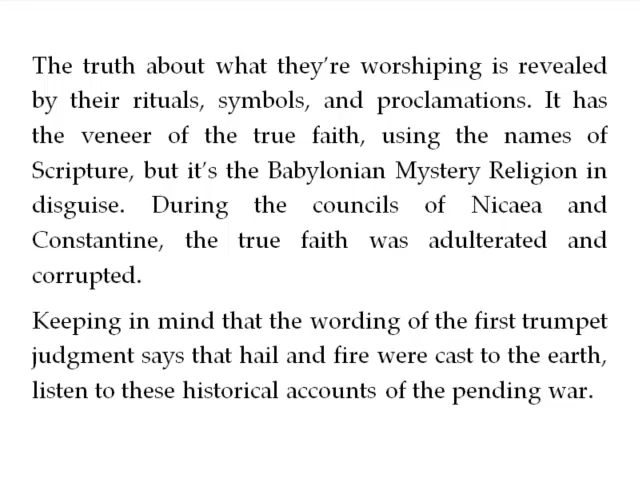 The truth about what they're worshiping is revealed
by their rituals, symbols, and proclamations. It has
the veneer of the true faith, using the names of
Scripture, but it's the Babylonian Mystery Religion in
disguise. During the councils of Nicaea and
Constantine, the true faith was adulterated and
corrupted.
Keeping in mind that the wording of the first trumpet
judgment says that hail and fire were cast to the earth,
listen to these historical accounts of the pending war.